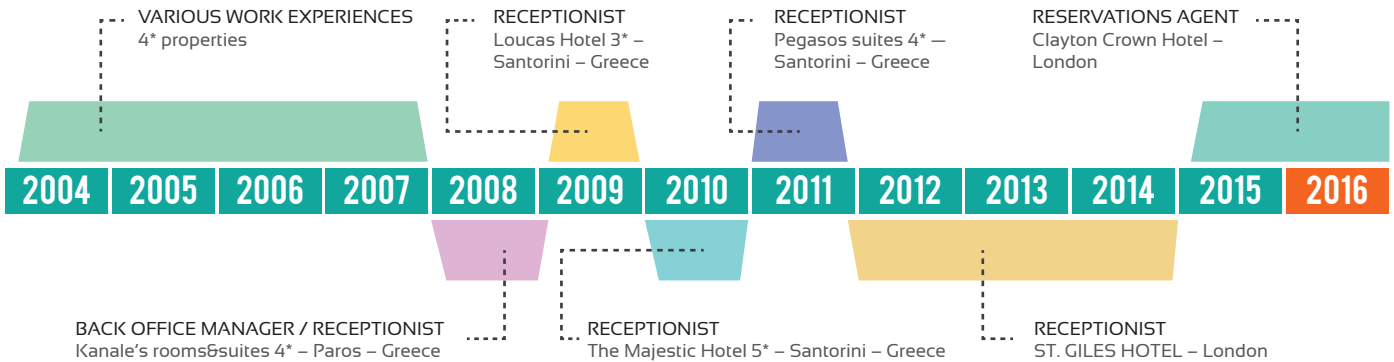 VARIOUS WORK EXPERIENCES
4* properties
RECEPTIONIST
Loucas Hotel 3* –
Santorini – Greece
RECEPTIONIST
Pegasos suites 4* —
Santorini – Greece
RESERVATIONS AGENT
Clayton Crown Hotel –
London
2004 2005 2006 2007 2008 2009 2010 2011 2012 2013 2014 2015 2016
BACK OFFICE MANAGER / RECEPTIONIST
Kanale's rooms&suites 4* – Paros – Greece
RECEPTIONIST
The Majestic Hotel 5* – Santorini – Greece
RECEPTIONIST
ST. GILES HOTEL – London